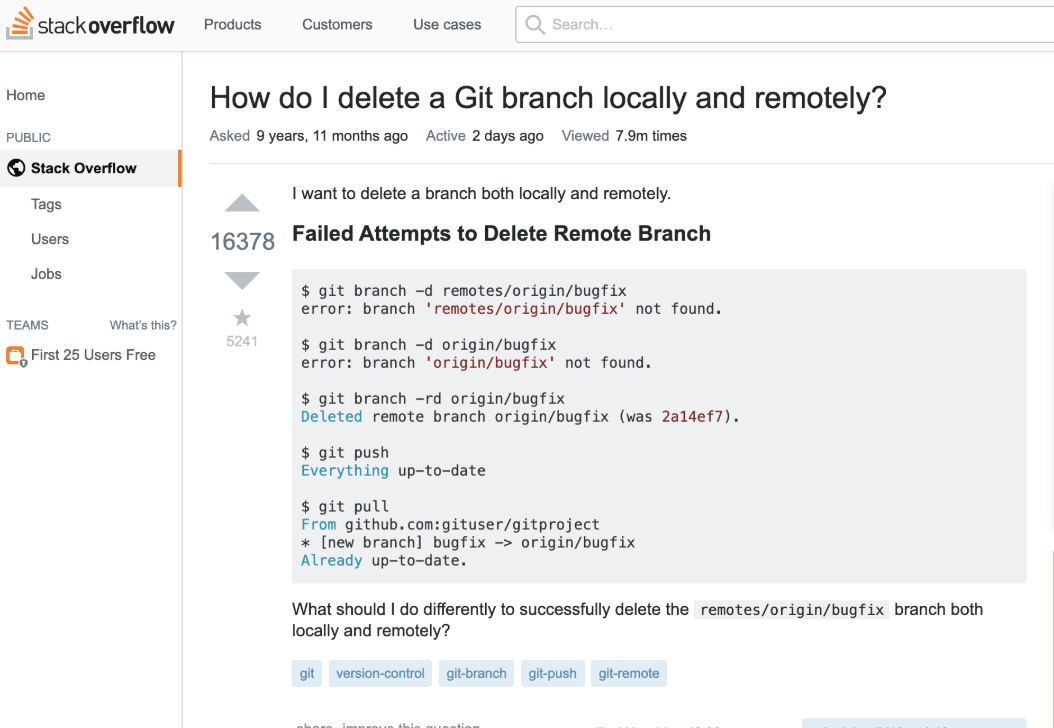 stackoverflow
Products
Customers
Use cases
Search...
Home
PUBLIC
Stack Overflow
Tags
Users
Jobs
TEAMS
What's this?
First 25 Users Free
How do I delete a Git branch locally and remotely?
Asked 9 years, 11 months ago Active 2 days ago Viewed 7.9m times
16378
5241
I want to delete a branch both locally and remotely.
Failed Attempts to Delete Remote Branch
$ git branch -d remotes/origin/bugfix
error: branch 'remotes/origin/bugfix' not found.
$ git branch -d origin/bugfix
error: branch 'origin/bugfix' not found.
$ git branch -rd origin/bugfix
Deleted remote branch origin/bugfix (was 2a14ef7).
$ git push
Everything up-to-date
$ git pull
From github.com:gituser/gitproject
* [new branch] bugfix -> origin/bugfix
Already up-to-date.
What should I do differently to successfully delete the remotes/origin/bugfix branch both
locally and remotely?
git version-control git-branch git-push git-remote
share improve this question